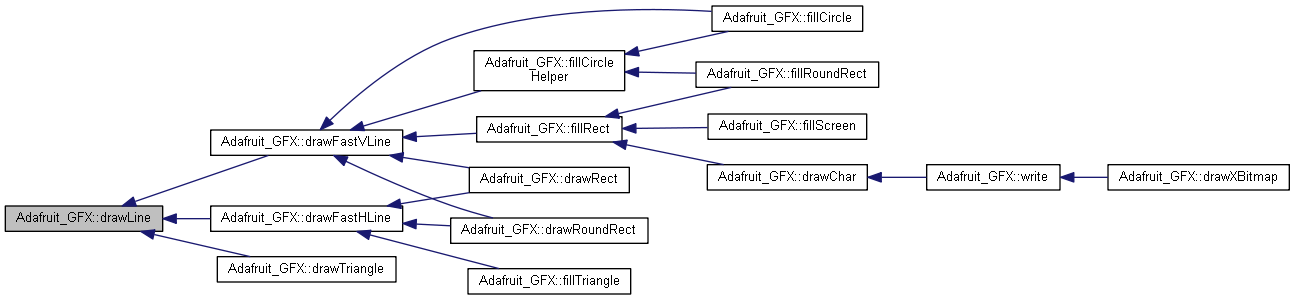 Adafruit_GFX::drawLine
Adafruit_GFX::drawFastVLine
Adafruit_GFX::drawFastHLine
Adafruit_GFX::drawTriangle
Adafruit_GFX::fillCircle
Helper
Adafruit_GFX::fillRect
Adafruit_GFX::drawRect
Adafruit_GFX::drawRoundRect
Adafruit_GFX::fillTriangle
Adafruit_GFX::fillCircle
Adafruit_GFX::fillRoundRect
Adafruit_GFX::fillScreen
Adafruit_GFX::drawChar
Adafruit_GFX::write
Adafruit_GFX::drawXBitmap